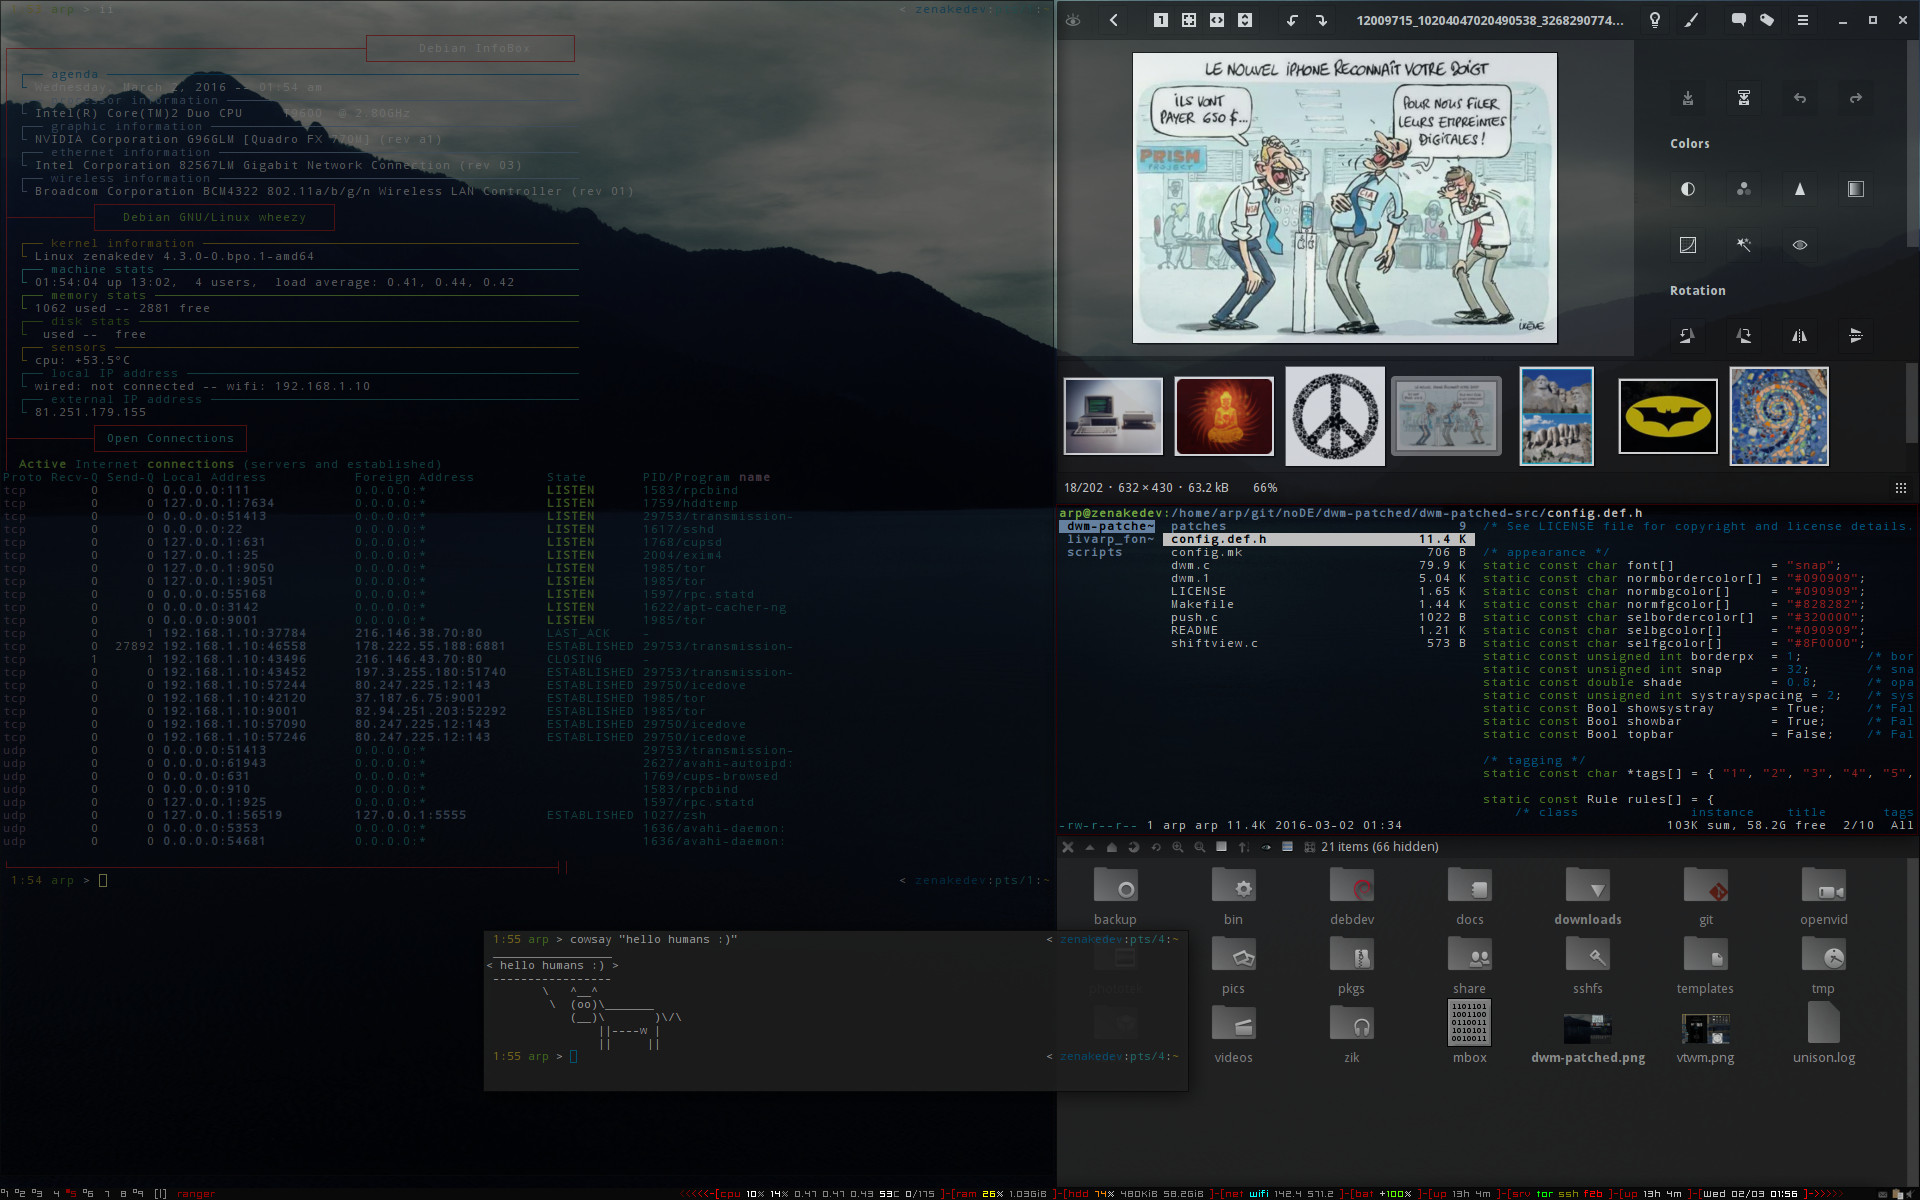 Debian InfoBox
agenda
Wednesday, March 2, 2016 -- 01:54 am
processor information
Intel(R) Core(TM)2 Duo CPU T9600 @ 2.80GHz
graphic information
NVIDIA Corporation G96GLM [Quadro FX 770M] (rev a1)
ethernet information
Intel Corporation 82567LM Gigabit Network Connection (rev 03)
wireless information
Broadcom Corporation BCM4322 802.11a/b/g/n Wireless LAN Controller (rev 01)
Debian GNU/Linux wheezy
kernel information
Linux zenakedev 4.3.0-0.bpo.1-amd64
machine stats
01:54:04 up 13:02,  4 users,  load average: 0.41, 0.44, 0.42
memory stats
1062 used -- 2881 free
disk stats
used --  free
sensors
cpu: +53.5°C
local IP address
wired: not connected -- wifi: 192.168.1.10
external IP address
81.251.179.155
Open Connections
Active Internet connections (servers and established)
Proto Recv-Q Send-Q Local Address Foreign Address State PID/Program name
tcp 0 0 0.0.0.0:111 0.0.0.0:* LISTEN 1583/rpcbind
tcp 0 0 127.0.0.1:7634 0.0.0.0:* LISTEN 1759/hddtemp
tcp 0 0 0.0.0.0:51413 0.0.0.0:* LISTEN 29753/transmission-
tcp 0 0 0.0.0.0:22 0.0.0.0:* LISTEN 1617/sshd
tcp 0 0 127.0.0.1:631 0.0.0.0:* LISTEN 1768/cupsd
tcp 0 0 127.0.0.1:25 0.0.0.0:* LISTEN 2004/exim4
tcp 0 0 127.0.0.1:9050 0.0.0.0:* LISTEN 1985/tor
tcp 0 0 127.0.0.1:9051 0.0.0.0:* LISTEN 1985/tor
tcp 0 0 0.0.0.0:55168 0.0.0.0:* LISTEN 1597/rpc.statd
tcp 0 0 0.0.0.0:3142 0.0.0.0:* LISTEN 1622/apt-cacher-ng
tcp 0 0 0.0.0.0:9001 0.0.0.0:* LISTEN 1985/tor
tcp 0 1 192.168.1.10:37784 216.146.38.70:80 LAST_ACK -
tcp 0 27892 192.168.1.10:46558 178.222.55.188:6881 ESTABLISHED 29753/transmission-
tcp 1 1 192.168.1.10:43496 216.146.43.70:80 CLOSING -
tcp 0 0 192.168.1.10:43452 197.3.255.180:51740 ESTABLISHED 29753/transmission-
tcp 0 0 192.168.1.10:57244 80.247.225.12:143 ESTABLISHED 29750/icedove
tcp 0 0 192.168.1.10:42120 37.187.6.75:9001 ESTABLISHED 1985/tor
tcp 0 0 192.168.1.10:9001 82.94.251.203:52292 ESTABLISHED 1985/tor
tcp 0 0 192.168.1.10:57090 80.247.225.12:143 ESTABLISHED 29750/icedove
tcp 0 0 192.168.1.10:57246 80.247.225.12:143 ESTABLISHED 29750/icedove
udp 0 0 0.0.0.0:51413 0.0.0.0:* 29753/transmission-
udp 0 0 0.0.0.0:61943 0.0.0.0:* 2627/avahi-autoipd:
udp 0 0 0.0.0.0:631 0.0.0.0:* 1769/cups-browsed
udp 0 0 0.0.0.0:910 0.0.0.0:* 1583/rpcbind
udp 0 0 127.0.0.1:925 0.0.0.0:* 1597/rpc.statd
udp 0 0 127.0.0.1:56519 127.0.0.1:5555 ESTABLISHED 1027/zsh
udp 0 0 0.0.0.0:5353 0.0.0.0:* 1636/avahi-daemon:
udp 0 0 0.0.0.0:54681 0.0.0.0:* 1636/avahi-daemon:
1:54 arp > < zenakedev:pts/1:~
1:55 arp > cowsay "hello humans :)" < zenakedev:pts/4:~
< hello humans :) >
\ ^__^
\ (oo)\_______
(__)\ )\/\
||----w |
|| ||
1:55 arp > < zenakedev:pts/4:~
12009715_10204047020490538_3268290774...
LE NOUVEL iPHONE RECONNAÎT VOTRE DOIGT
iLS VONT
PAYER 650 $...
POUR NOUS FILER
LEURS EMPREINTES
DIGITALES !
PRISM
PROJECT
Colors
Rotation
18/202 · 632 × 430 · 63.2 kB 66%
arp@zenakedev:/home/arp/git/noDE/dwm-patched/dwm-patched-src/config.def.h
dwm-patche~ patches 9 /* See LICENSE file for copyright and license details.
livarp_fon~ config.def.h 11.4 K
scripts config.mk 706 B /* appearance */
dwm.c 79.9 K static const char font[] = "snap";
dwm.1 5.04 K static const char normbordercolor[] = "#090909";
LICENSE 1.65 K static const char normbgcolor[] = "#090909";
Makefile 1.44 K static const char normfgcolor[] = "#828282";
push.c 1022 B static const char selbordercolor[] = "#320000";
README 1.21 K static const char selbgcolor[] = "#090909";
shiftview.c 573 B static const char selfgcolor[] = "#8F0000";
static const unsigned int borderpx = 1; /* bor
static const unsigned int snap = 32; /* sna
static const double shade = 0.8; /* opa
static const unsigned int systrayspacing = 2; /* sys
static const Bool showsystray = True; /* Fal
static const Bool showbar = True; /* Fal
static const Bool topbar = False; /* Fal
/* tagging */
static const char *tags[] = { "1", "2", "3", "4", "5",
static const Rule rules[] = {
/* class instance title tags
-rw-r--r-- 1 arp arp 11.4K 2016-03-02 01:34 103K sum, 58.2G free 2/10 All
21 items (66 hidden)
backup bin debdev docs downloads git openvid
pics pkgs share sshfs templates tmp
1101101
1001100
0110011
1010101
0010011
videos zik mbox dwm-patched.png vtwm.png unison.log
1 2 3 4 5 6 7 8 9 []|] ranger
<<<<<-[cpu 10% 14% 0.47 0.47 0.43 53C 0/175 ]-[ram 26% 1.03GiB ]-[hdd 74% 480KiB 58.2GiB ]-[net wifi 142.4 571.2 ]-[bat +100% ]-[up 13h 4m ]-[srv tor ssh f2b ]-[up 13h 4m ]-[Wed 02/03 01:56 ]->>>>>